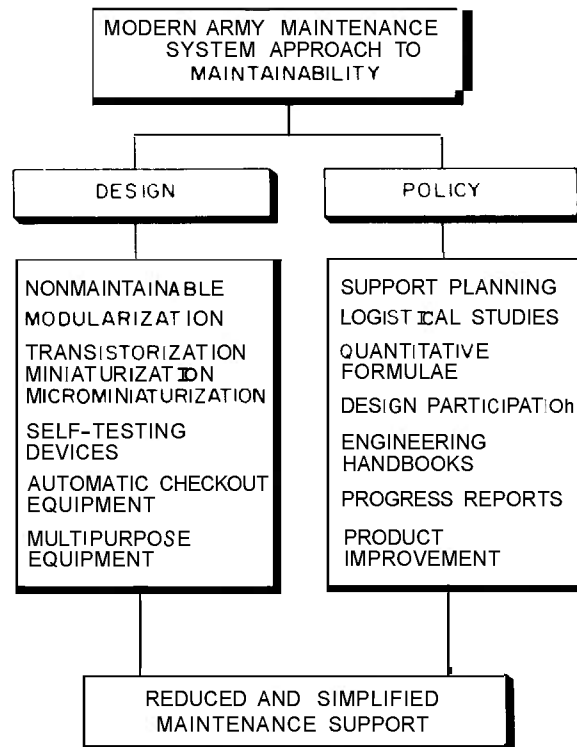 MODERN ARMY MAINTENANCE
SYSTEM APPROACH TO
MAINTAINABILITY
DESIGN
POLICY
NONMAINTAINABLE
MODULARIZATION
TRANSISTORIZATION
MINIATURIZATION
MICROMINIATURIZATION
SELF-TESTING
DEVICES
AUTOMATIC CHECKOUT
EQUIPMENT
MULTIPURPOSE
EQUIPMENT
SUPPORT PLANNING
LOGISTICAL STUDIES
QUANTITATIVE
FORMULAE
DESIGN PARTICIPATION
ENGINEERING
HANDBOOKS
PROGRESS REPORTS
PRODUCT
IMPROVEMENT
REDUCED AND SIMPLIFIED
MAINTENANCE SUPPORT